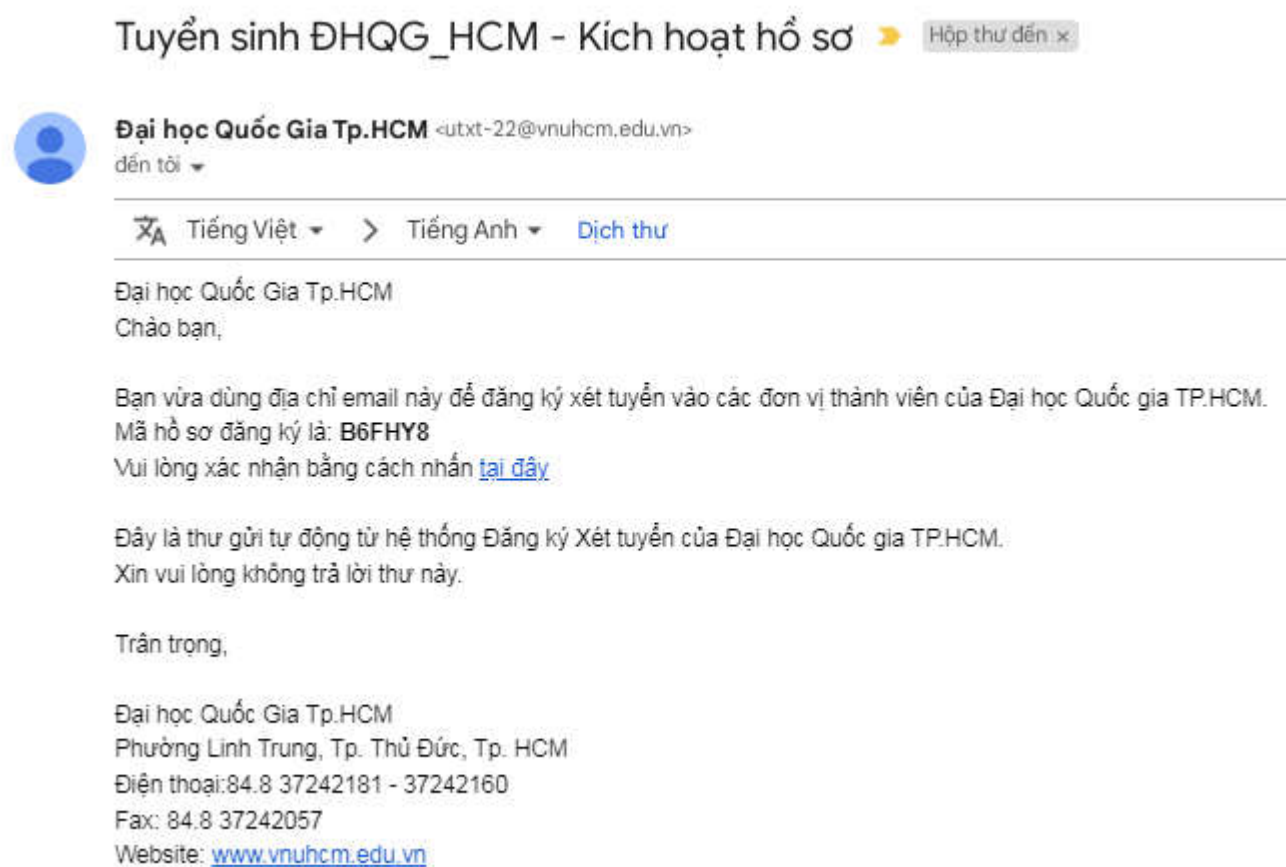 Tuyển sinh ĐHQG_HCM - Kích hoạt hồ sơ Hộp thư đến ×
Đại học Quốc Gia Tp.HCM <utxt-22@vnuhcm.edu.vn>
đến tôi
Tiếng Việt > Tiếng Anh Dịch thư
Đại học Quốc Gia Tp.HCM
Chào bạn,
Bạn vừa dùng địa chỉ email này để đăng ký xét tuyển vào các đơn vị thành viên của Đại học Quốc gia TP.HCM.
Mã hồ sơ đăng ký là: B6FHY8
Vui lòng xác nhận bằng cách nhấn tại đây
Đây là thư gửi tự động từ hệ thống Đăng ký Xét tuyển của Đại học Quốc gia TP.HCM.
Xin vui lòng không trả lời thư này.
Trân trọng,
Đại học Quốc Gia Tp.HCM
Phường Linh Trung, Tp. Thủ Đức, Tp. HCM
Điện thoại:84.8 37242181 - 37242160
Fax: 84.8 37242057
Website: www.vnuhcm.edu.vn